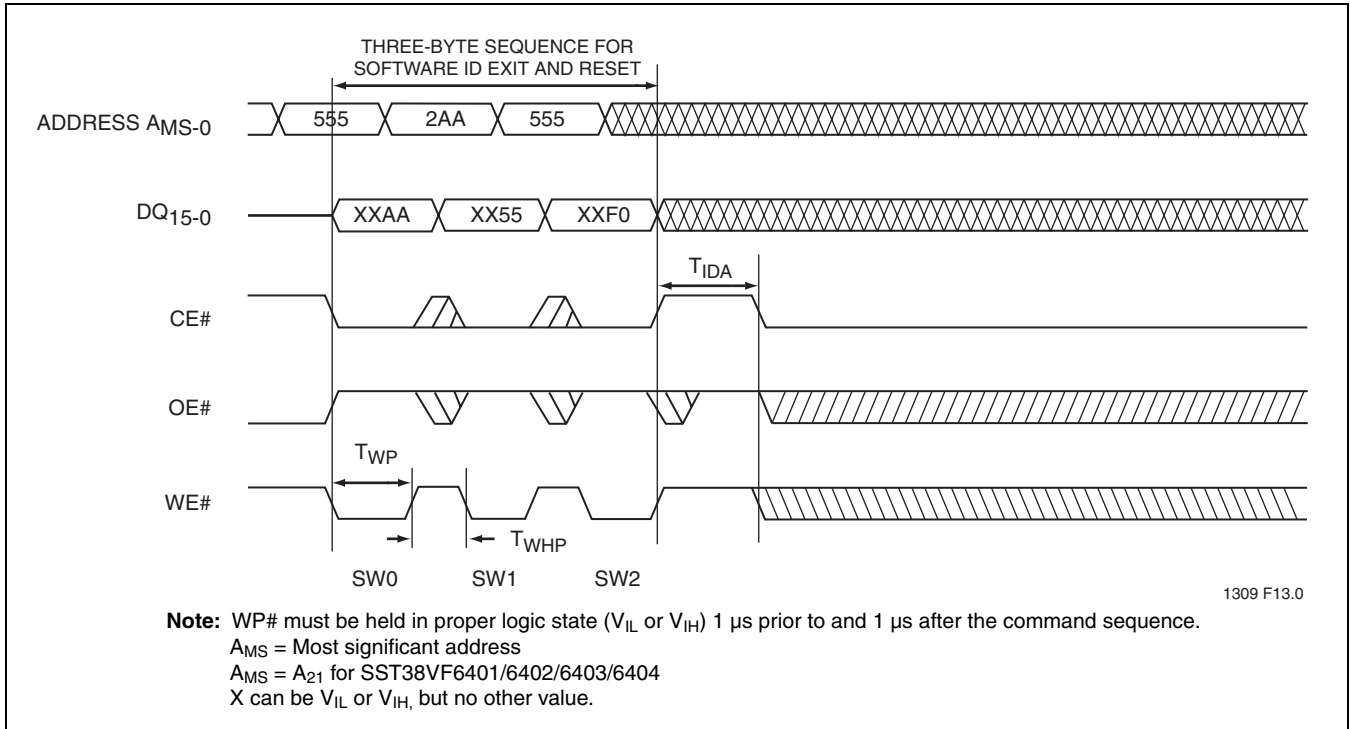 THREE-BYTE SEQUENCE FOR
SOFTWARE ID EXIT AND RESET
ADDRESS AMS-0
555 2AA 555
DQ15-0
XXAA XX55 XXF0
TIDA
CE#
OE#
TWP
WE#
TWHP
SW0 SW1 SW2
1309 F13.0
Note: WP# must be held in proper logic state (VIL or VIH) 1 µs prior to and 1 µs after the command sequence.
AMS = Most significant address
AMS = A21 for SST38VF6401/6402/6403/6404
X can be VIL or VIH, but no other value.